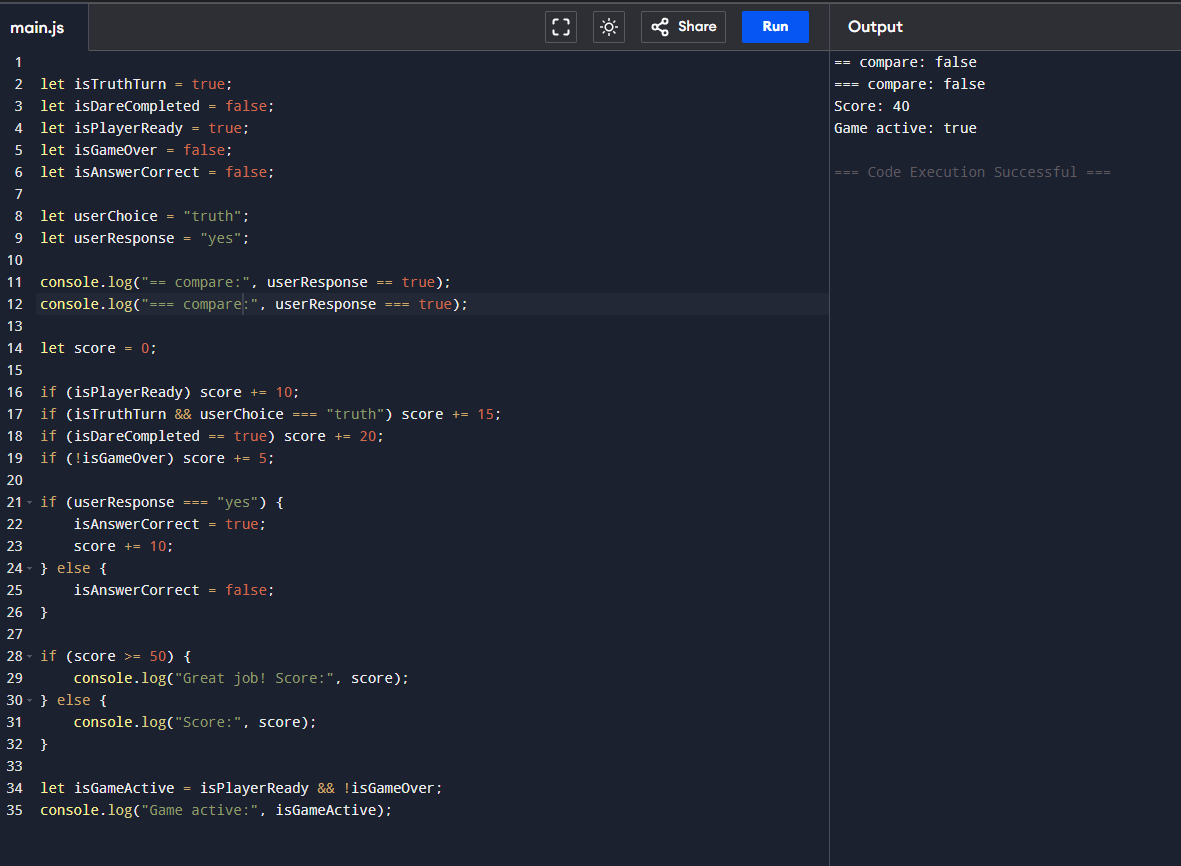 main.js Share Run Output
1
2 let isTruthTurn = true;
3 let isDareCompleted = false;
4 let isPlayerReady = true;
5 let isGameOver = false;
6 let isAnswerCorrect = false;
7
8 let userChoice = "truth";
9 let userResponse = "yes";
10
11 console.log("== compare:", userResponse == true);
12 console.log("=== compare:", userResponse === true);
13
14 let score = 0;
15
16 if (isPlayerReady) score += 10;
17 if (isTruthTurn && userChoice === "truth") score += 15;
18 if (isDareCompleted == true) score += 20;
19 if (!isGameOver) score += 5;
20
21 if (userResponse === "yes") {
22     isAnswerCorrect = true;
23     score += 10;
24 } else {
25     isAnswerCorrect = false;
26 }
27
28 if (score >= 50) {
29     console.log("Great job! Score:", score);
30 } else {
31     console.log("Score:", score);
32 }
33
34 let isGameActive = isPlayerReady && !isGameOver;
35 console.log("Game active:", isGameActive);
== compare: false
=== compare: false
Score: 40
Game active: true
=== Code Execution Successful ===